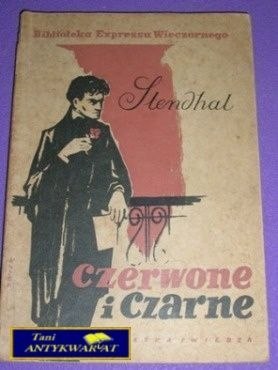 Biblioteka Expressu Wieczornego
Stendhal
czerwone
i czarne
Tani
ANTYKWARIAT